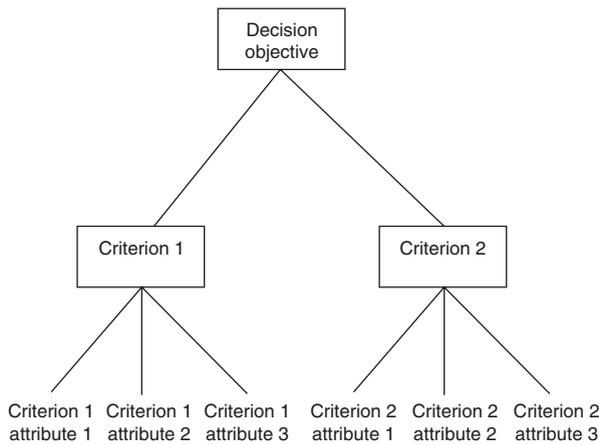 Decision
objective
Criterion 1
Criterion 2
Criterion 1
attribute 1
Criterion 1
attribute 2
Criterion 1
attribute 3
Criterion 2
attribute 1
Criterion 2
attribute 2
Criterion 2
attribute 3